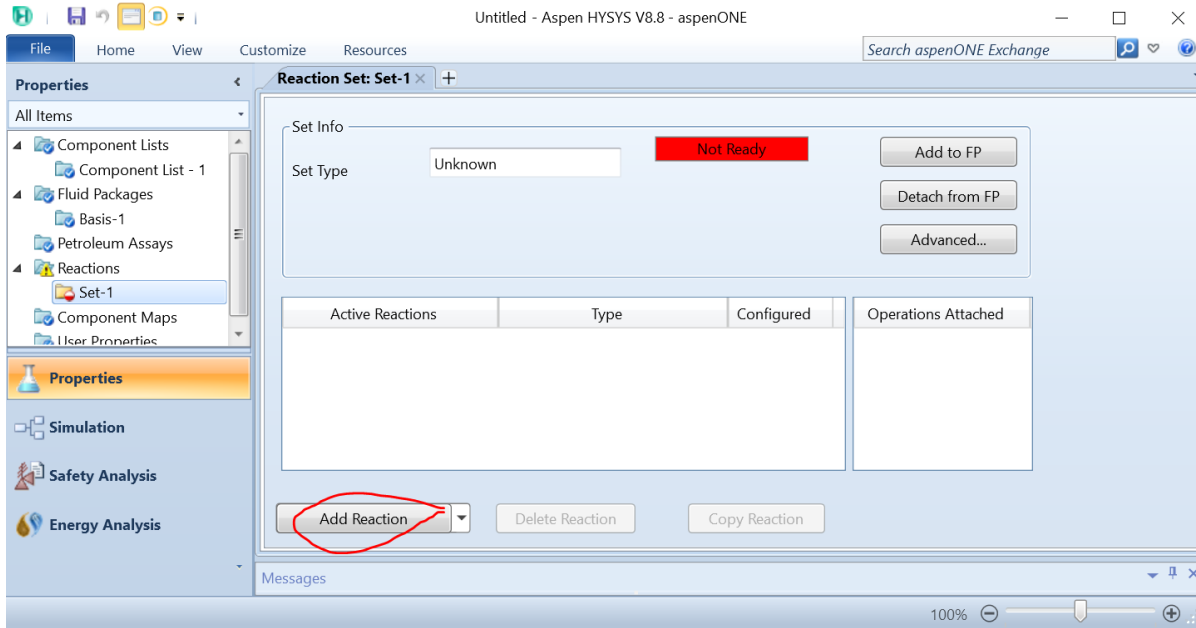 Untitled - Aspen HYSYS V8.8 - aspenONE
File Home View Customize Resources Search aspenONE Exchange
Properties
All Items
Component Lists
Component List - 1
Fluid Packages
Basis-1
Petroleum Assays
Reactions
Set-1
Component Maps
User Properties
Properties
Simulation
Safety Analysis
Energy Analysis
Reaction Set: Set-1
Set Info
Set Type Unknown Not Ready
Add to FP
Detach from FP
Advanced...
Active Reactions Type Configured Operations Attached
Add Reaction Delete Reaction Copy Reaction
Messages
100%